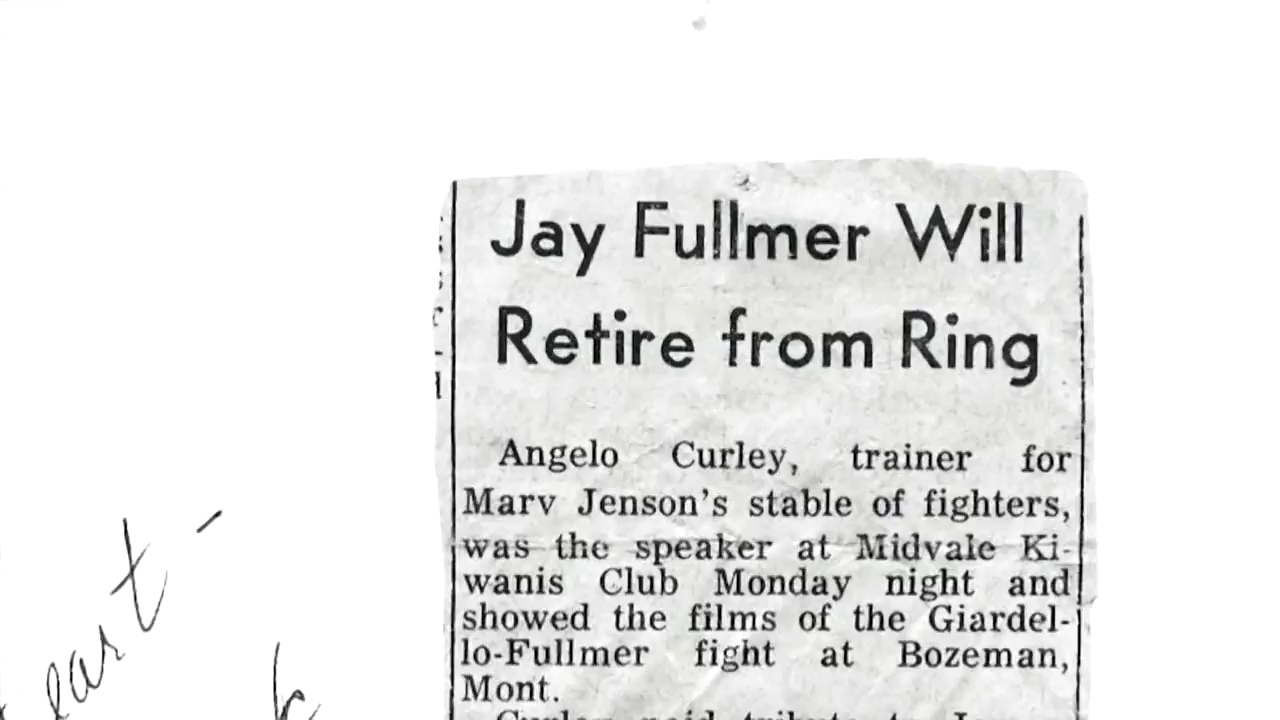 Jay Fullmer Will
Retire from Ring
Angelo Curley, trainer for
Marv Jenson's stable of fighters,
was the speaker at Midvale Ki-
wanis Club Monday night and
showed the films of the Giardel-
lo-Fullmer fight at Bozeman,
Mont.